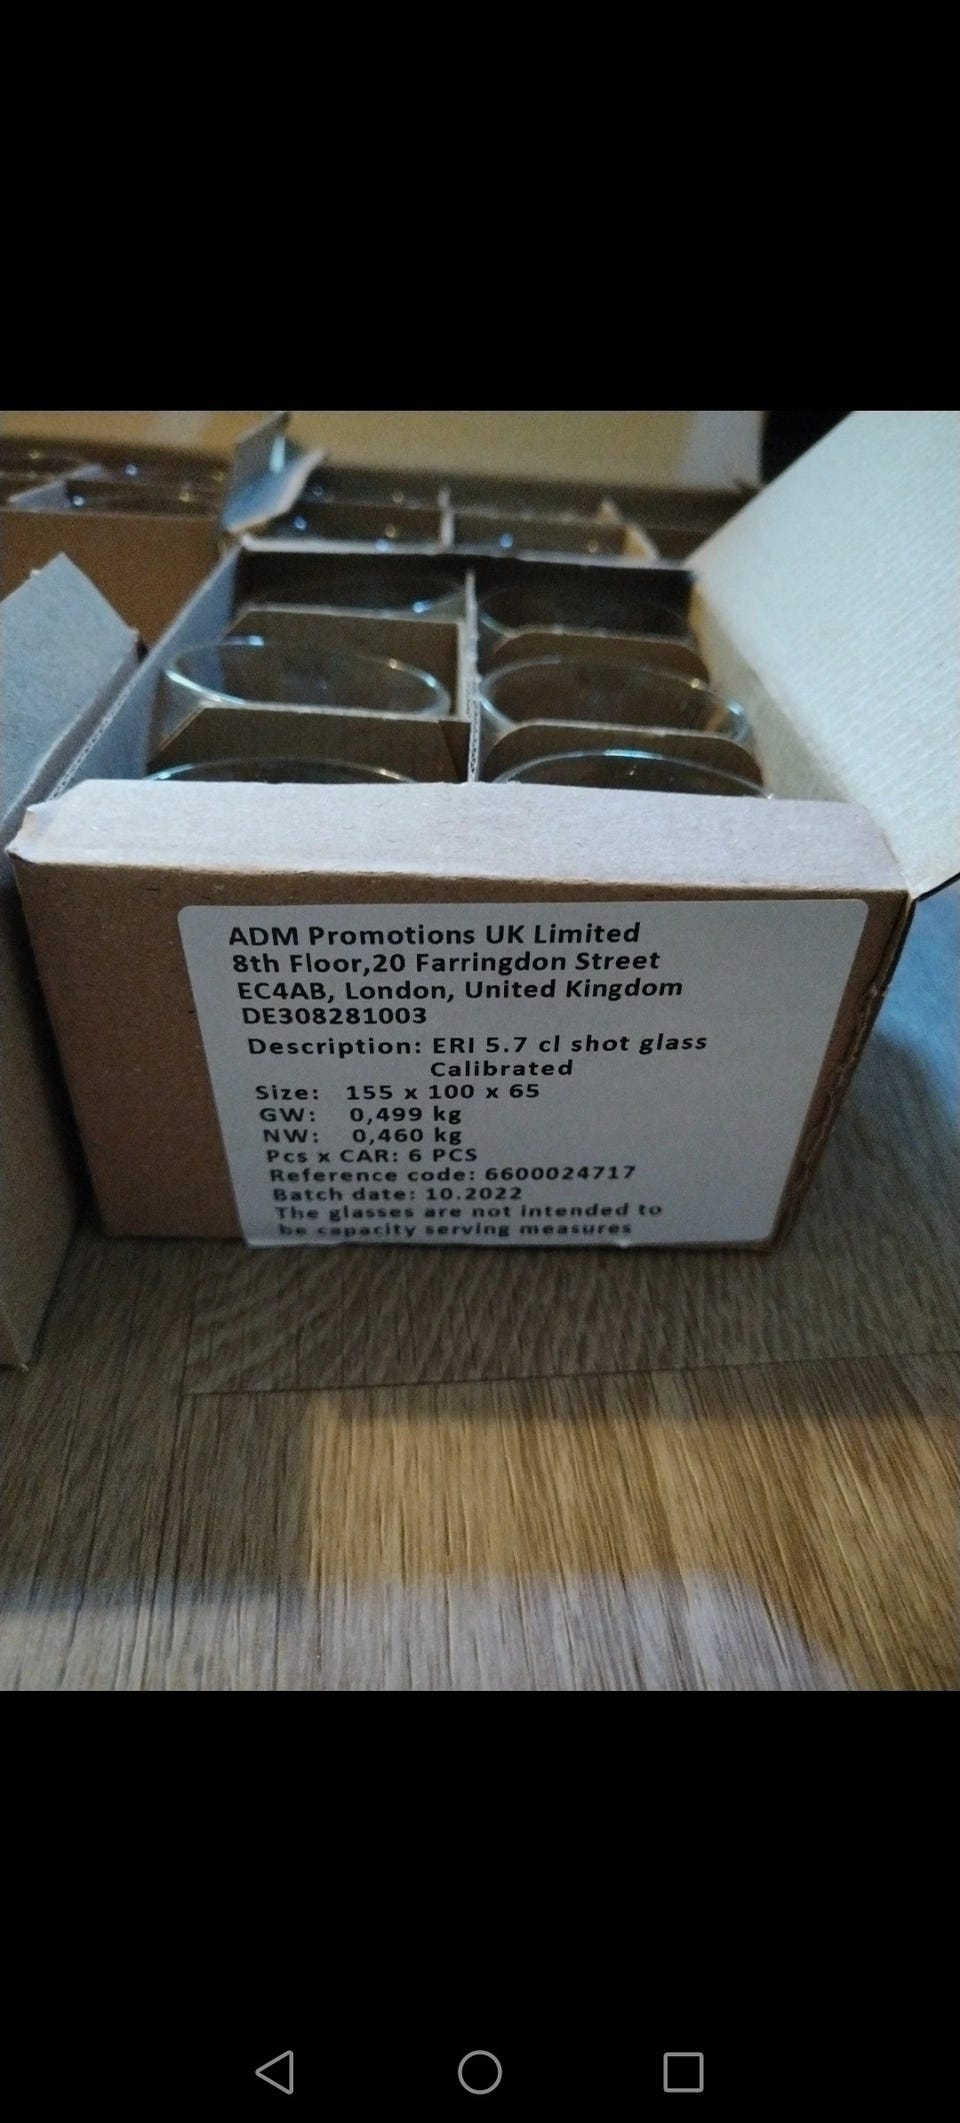 ADM Promotions UK Limited
8th Floor,20 Farringdon Street
EC4AB, London, United Kingdom
DE308281003
Description: ERI 5.7 cl shot glass
Calibrated
Size: 155 x 100 x 65
GW: 0,499 kg
NW: 0,460 kg
Pcs x CAR: 6 PCS
Reference code: 6600024717
Batch date: 10.2022
The glasses are not intended to
be capacity serving measures